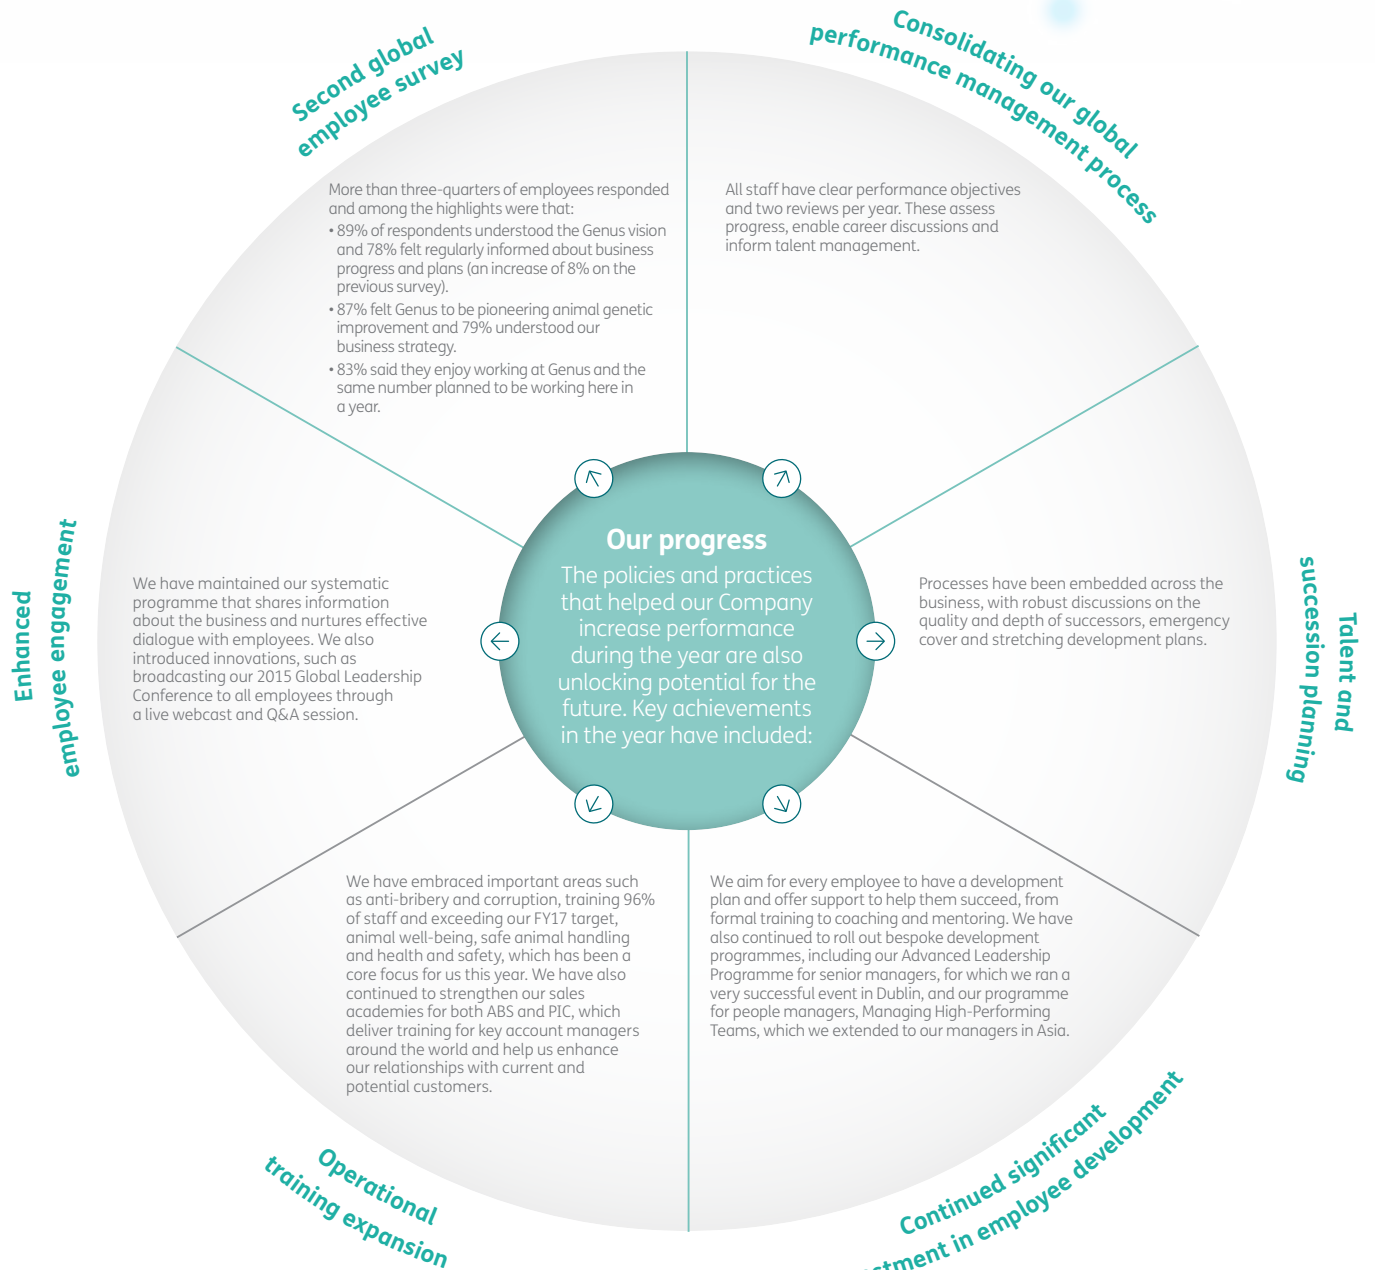 Our progress
The policies and practices
that helped our Company
increase performance
during the year are also
unlocking potential for the
future. Key achievements
in the year have included:
Consolidating our global
performance management process
All staff have clear performance objectives
and two reviews per year. These assess
progress, enable career discussions and
inform talent management.
Talent and
succession planning
Processes have been embedded across the
business, with robust discussions on the
quality and depth of successors, emergency
cover and stretching development plans.
Continued significant
in employee development
We aim for every employee to have a development
plan and offer support to help them succeed, from
formal training to coaching and mentoring. We have
also continued to roll out bespoke development
programmes, including our Advanced Leadership
Programme for senior managers, for which we ran a
very successful event in Dublin, and our programme
for people managers, Managing High-Performing
Teams, which we extended to our managers in Asia.
Operational
training expansion
We have embraced important areas such
as anti-bribery and corruption, training 96%
of staff and exceeding our FY17 target,
animal well-being, safe animal handling
and health and safety, which has been a
core focus for us this year. We have also
continued to strengthen our sales
academies for both ABS and PIC, which
deliver training for key account managers
around the world and help us enhance
our relationships with current and
potential customers.
Enhanced
employee engagement
We have maintained our systematic
programme that shares information
about the business and nurtures effective
dialogue with employees. We also
introduced innovations, such as
broadcasting our 2015 Global Leadership
Conference to all employees through
a live webcast and Q&A session.
Second global
employee survey
More than three-quarters of employees responded
and among the highlights were that:
• 89% of respondents understood the Genus vision
and 78% felt regularly informed about business
progress and plans (an increase of 8% on the
previous survey).
• 87% felt Genus to be pioneering animal genetic
improvement and 79% understood our
business strategy.
• 83% said they enjoy working at Genus and the
same number planned to be working here in
a year.